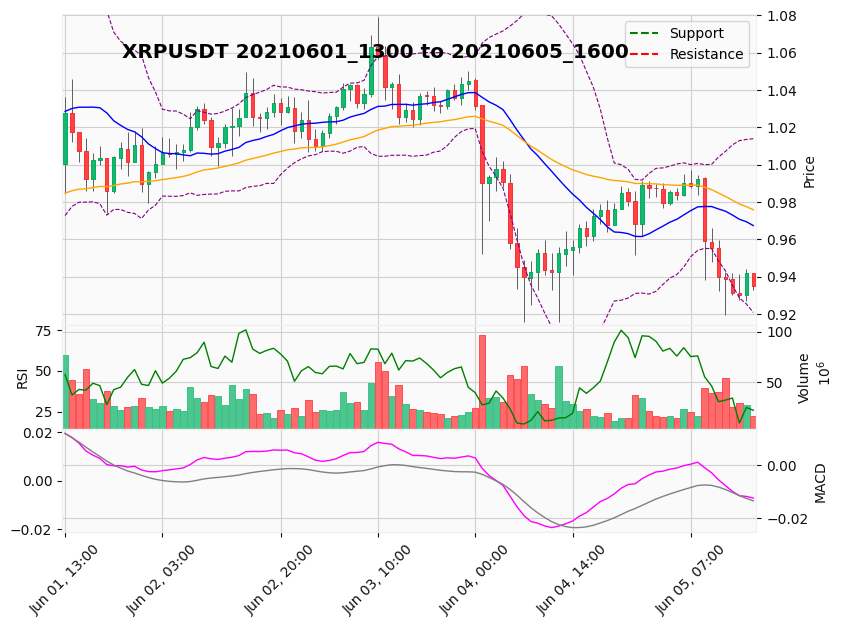 XRPUSDT 20210601_1300 to 20210605_1600
Support
Resistance
1.08
1.06
1.04
1.02
1.00
0.98
0.96
0.94
0.92
Price
75
50
25
RSI
100
50
Volume
10^6
0.02
0.00
−0.02
0.00
−0.02
MACD
Jun 01, 13:00
Jun 02, 03:00
Jun 02, 20:00
Jun 03, 10:00
Jun 04, 00:00
Jun 04, 14:00
Jun 05, 07:00